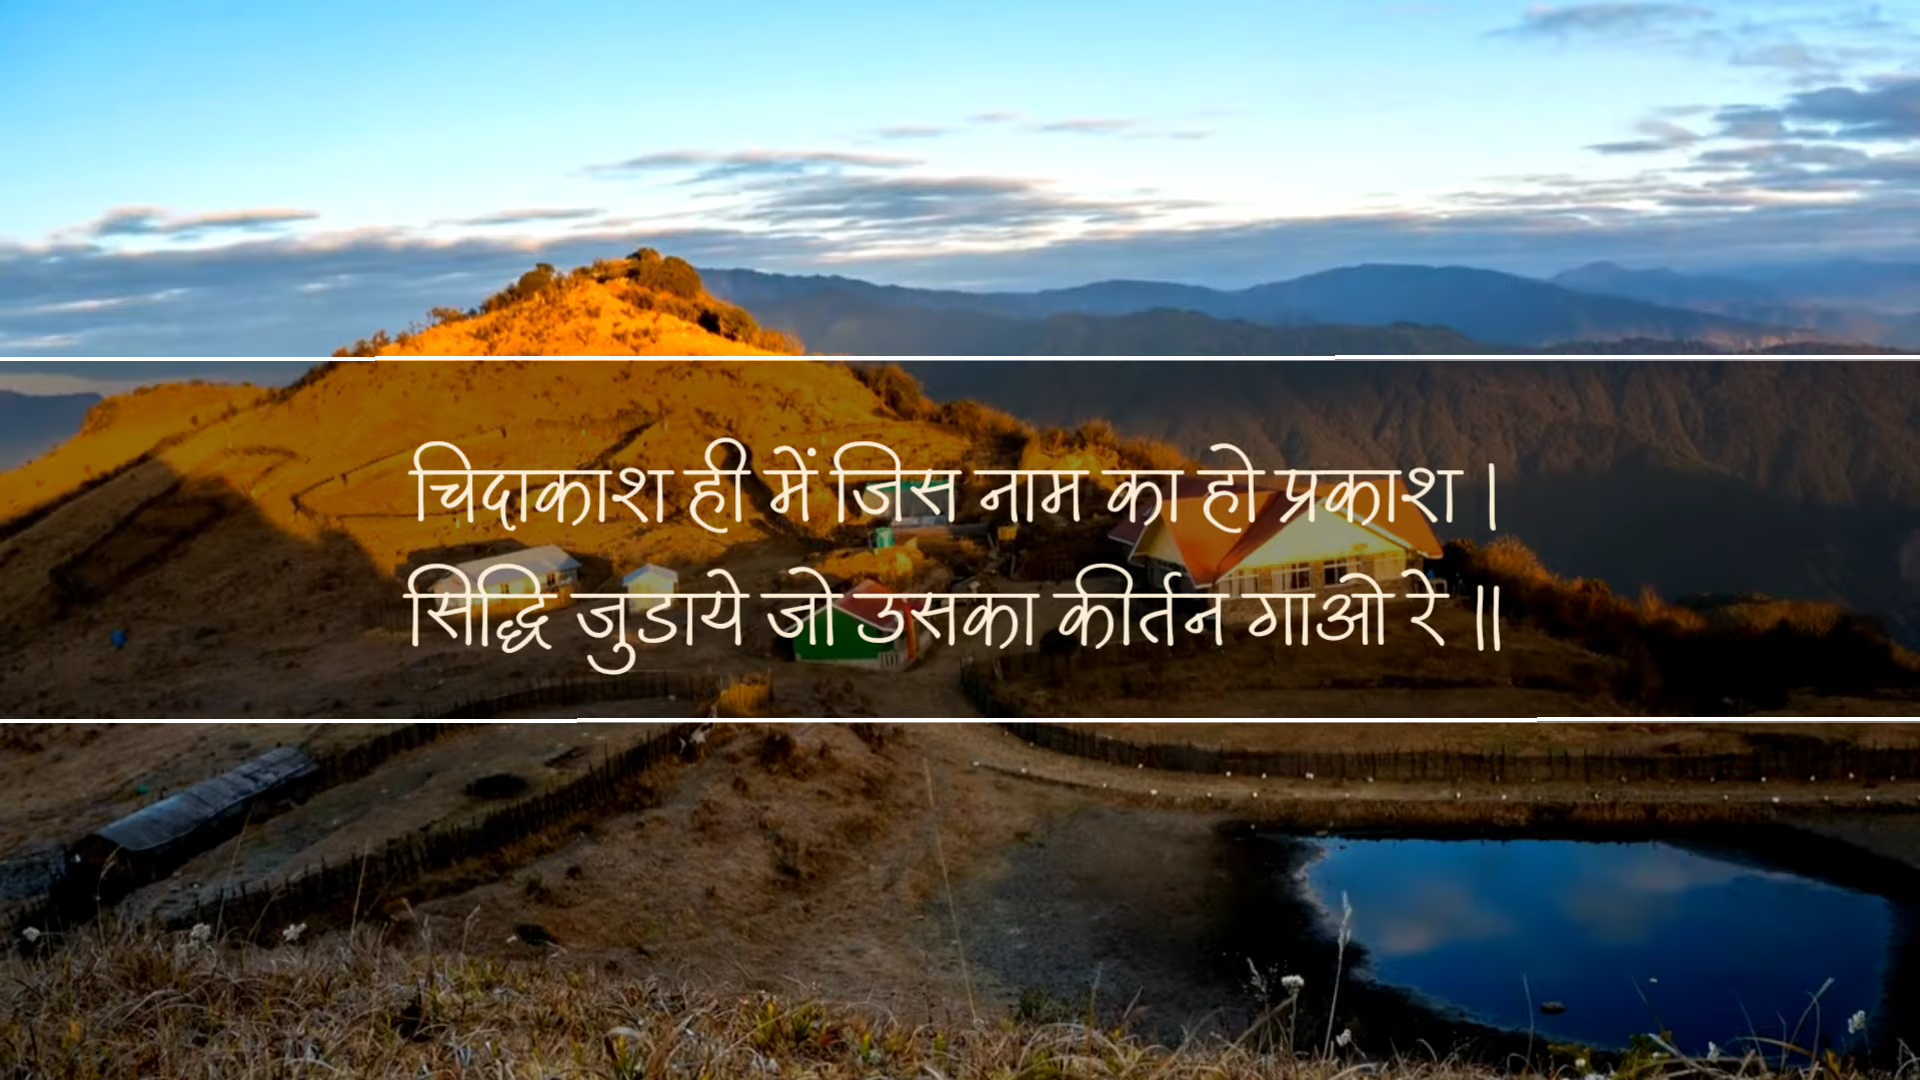 चिदाकाश ही में जिस नाम का हो प्रकाश ।
सिद्धि जुडाये जो उसका कीर्तन गाओ रे ॥